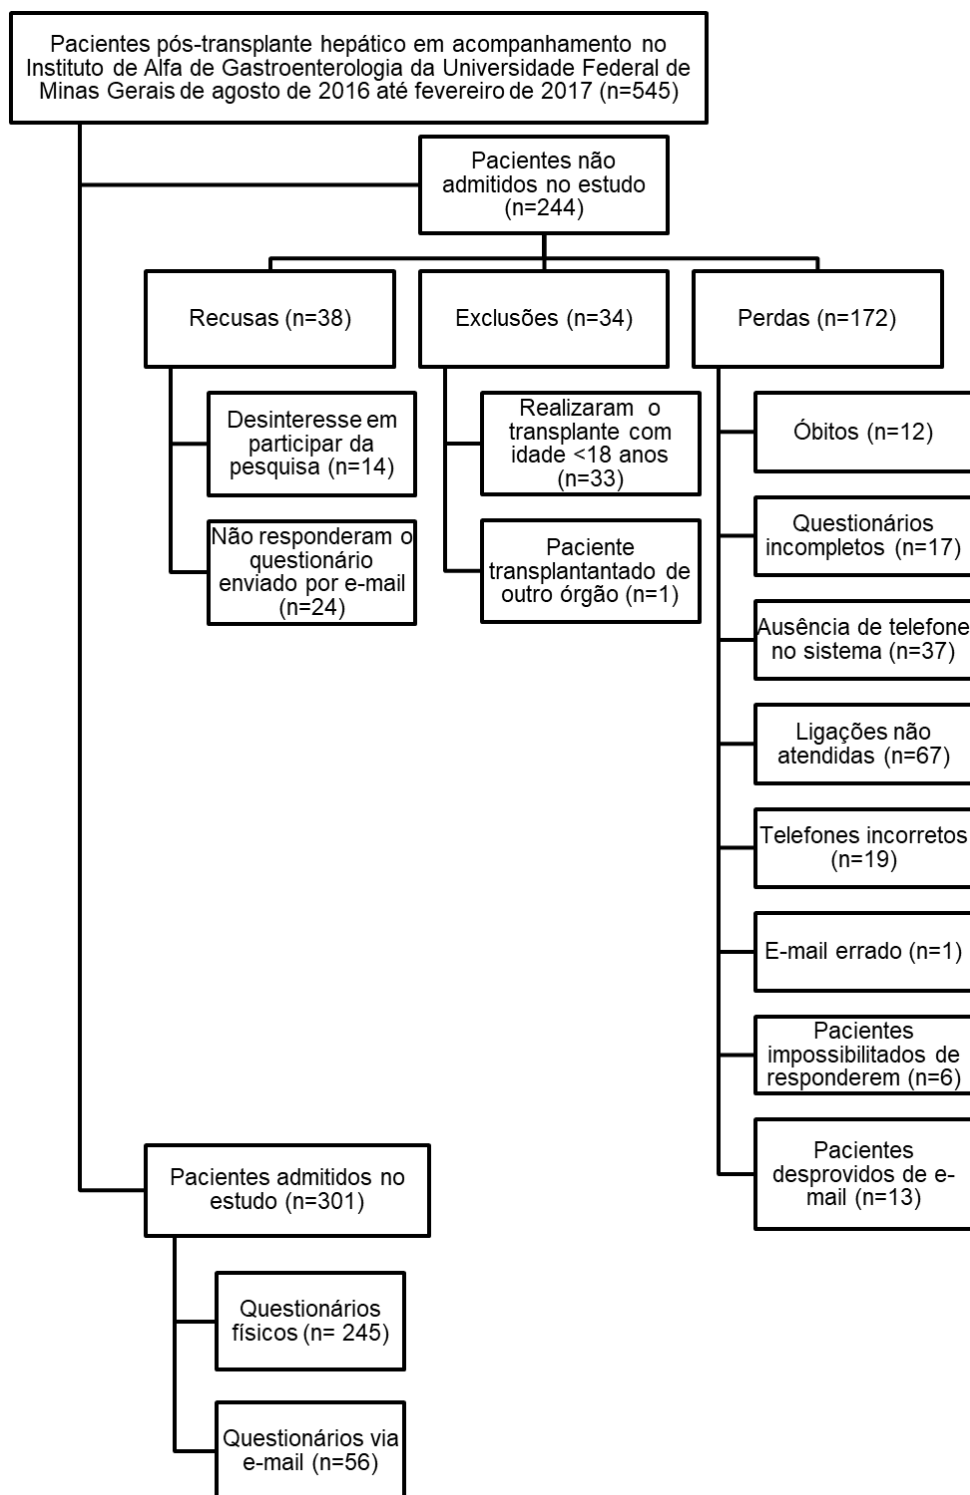 Pacientes pós-transplante hepático em acompanhamento no
Instituto de Alfa de Gastroenterologia da Universidade Federal de
Minas Gerais de agosto de 2016 até fevereiro de 2017 (n=545)
Pacientes não
admitidos no estudo
(n=244)
Recusas (n=38)
Desinteresse em
participar da
pesquisa (n=14)
Não responderam o
questionário
enviado por e-mail
(n=24)
Exclusões (n=34)
Realizaram o
transplante com
idade <18 anos
(n=33)
Paciente
transplantantado de
outro órgão (n=1)
Perdas (n=172)
Óbitos (n=12)
Questionários
incompletos (n=17)
Ausência de telefone
no sistema (n=37)
Ligações não
atendidas (n=67)
Telefones incorretos
(n=19)
E-mail errado (n=1)
Pacientes
impossibilitados de
responderem (n=6)
Pacientes
desprovidos de e-
mail (n=13)
Pacientes admitidos no
estudo (n=301)
Questionários
físicos (n= 245)
Questionários via
e-mail (n=56)